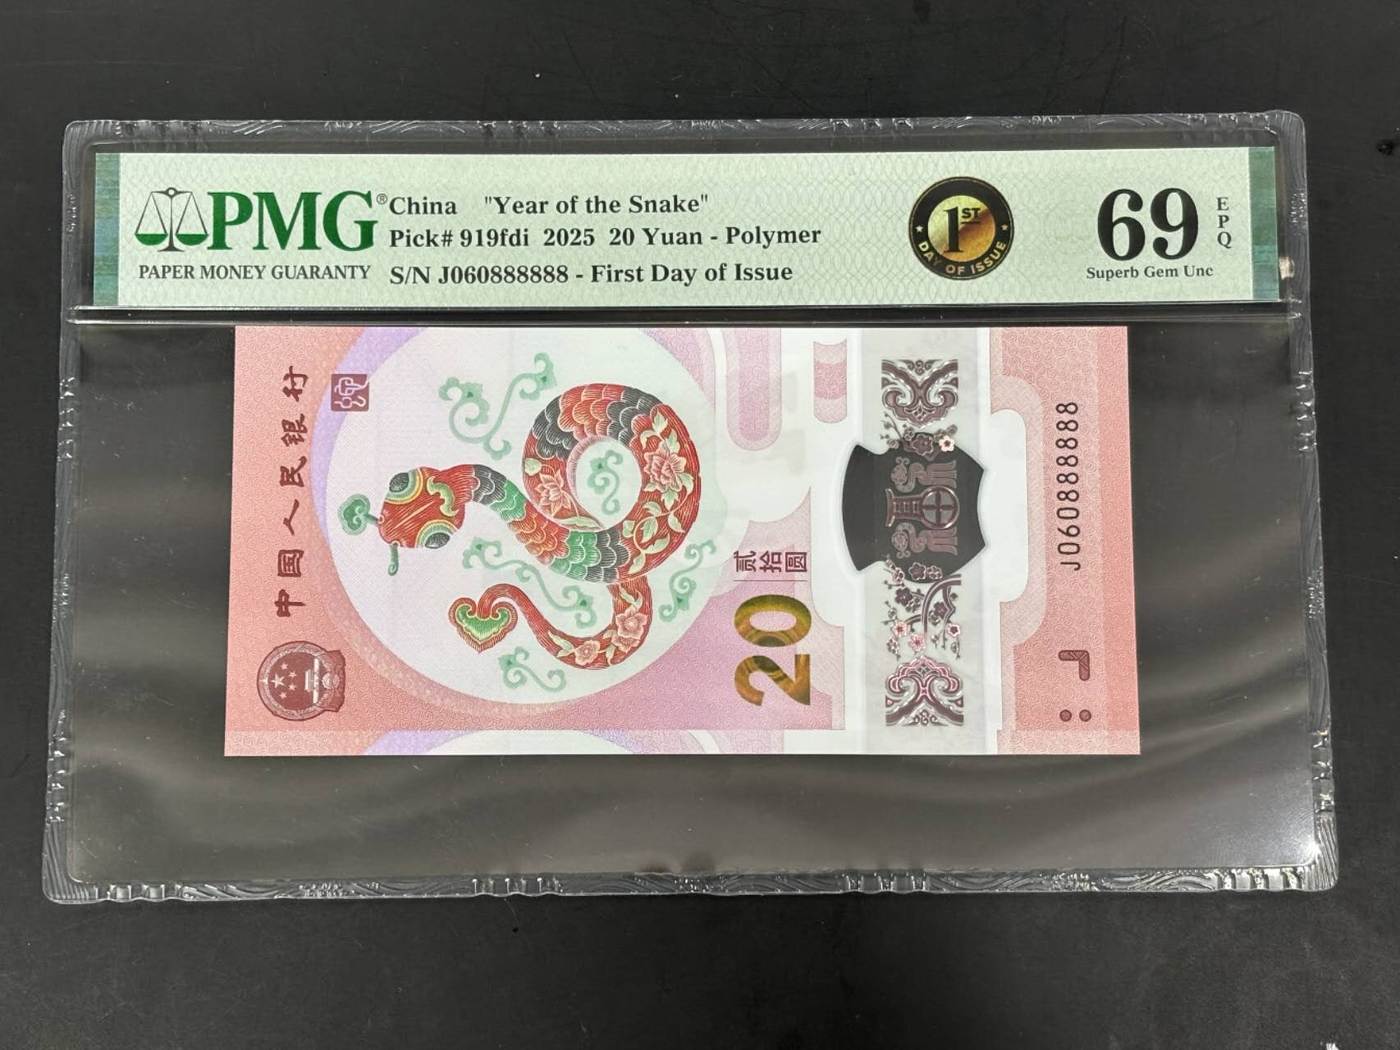 PMG®
PAPER MONEY GUARANTY
China "Year of the Snake"
Pick# 919fdi 2025 20 Yuan - Polymer
S/N J060888888 - First Day of Issue
1ST
DAY OF ISSUE
69
EPQ
Superb Gem Unc
中国人民银行
贰拾圆
20
J060888888